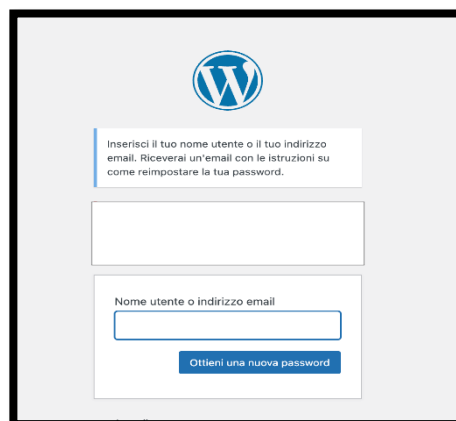 Inserisci il tuo nome utente o il tuo indirizzo
email. Riceverai un'email con le istruzioni su
come reimpostare la tua password.
Nome utente o indirizzo email
Ottieni una nuova password